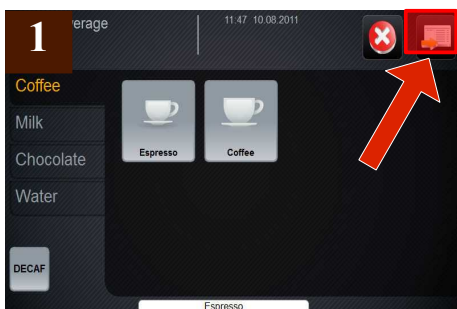 1
erage
11:47 10.08.2011
Coffee
Milk
Chocolate
Water
Espresso
Coffee
DECAF
Espresso